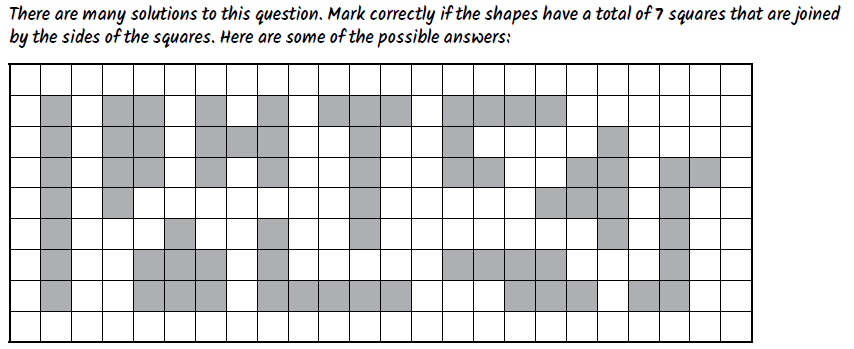 There are many solutions to this question. Mark correctly if the shapes have a total of 7 squares that are joined
by the sides of the squares. Here are some of the possible answers: